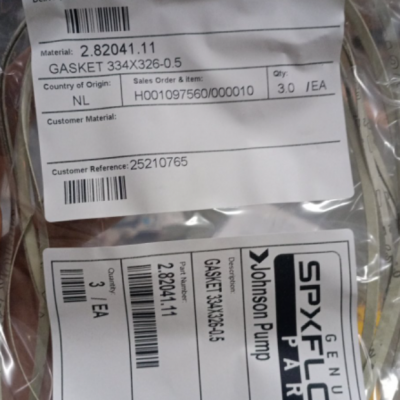 Material: 2.82041.11
GASKET 334X326-0.5
Country of Origin:
NL
Sales Order & Item:
H001097560/000010
Qty:
3.0 /EA
Customer Material:
Customer Reference: 25210765
SPXFLO
GENU
PAR
Johnson Pump
Description:
GASKET 334X326-0.5
Part Number:
2.82041.11
Quantity:
3 / EA